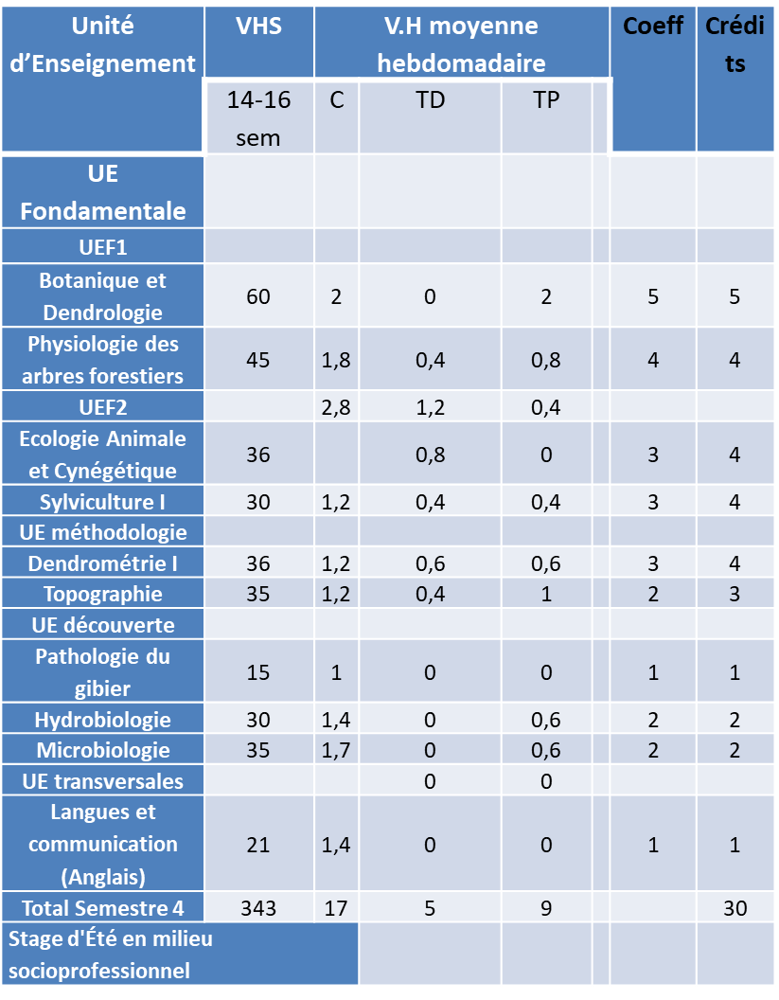 Unité d’Enseignement VHS V.H moyenne hebdomadaire Coeff Crédits
14-16 sem C TD TP
UE Fondamentale
UEF1
Botanique et Dendrologie 60 2 0 2 5 5
Physiologie des arbres forestiers 45 1,8 0,4 0,8 4 4
UEF2 2,8 1,2 0,4
Ecologie Animale et Cynégétique 36 0,8 0 3 4
Sylviculture I 30 1,2 0,4 0,4 3 4
UE méthodologie
Dendrométrie I 36 1,2 0,6 0,6 3 4
Topographie 35 1,2 0,4 1 2 3
UE découverte
Pathologie du gibier 15 1 0 0 1 1
Hydrobiologie 30 1,4 0 0,6 2 2
Microbiologie 35 1,7 0 0,6 2 2
UE transversales 0 0
Langues et communication (Anglais) 21 1,4 0 0 1 1
Total Semestre 4 343 17 5 9 30
Stage d'Été en milieu socioprofessionnel